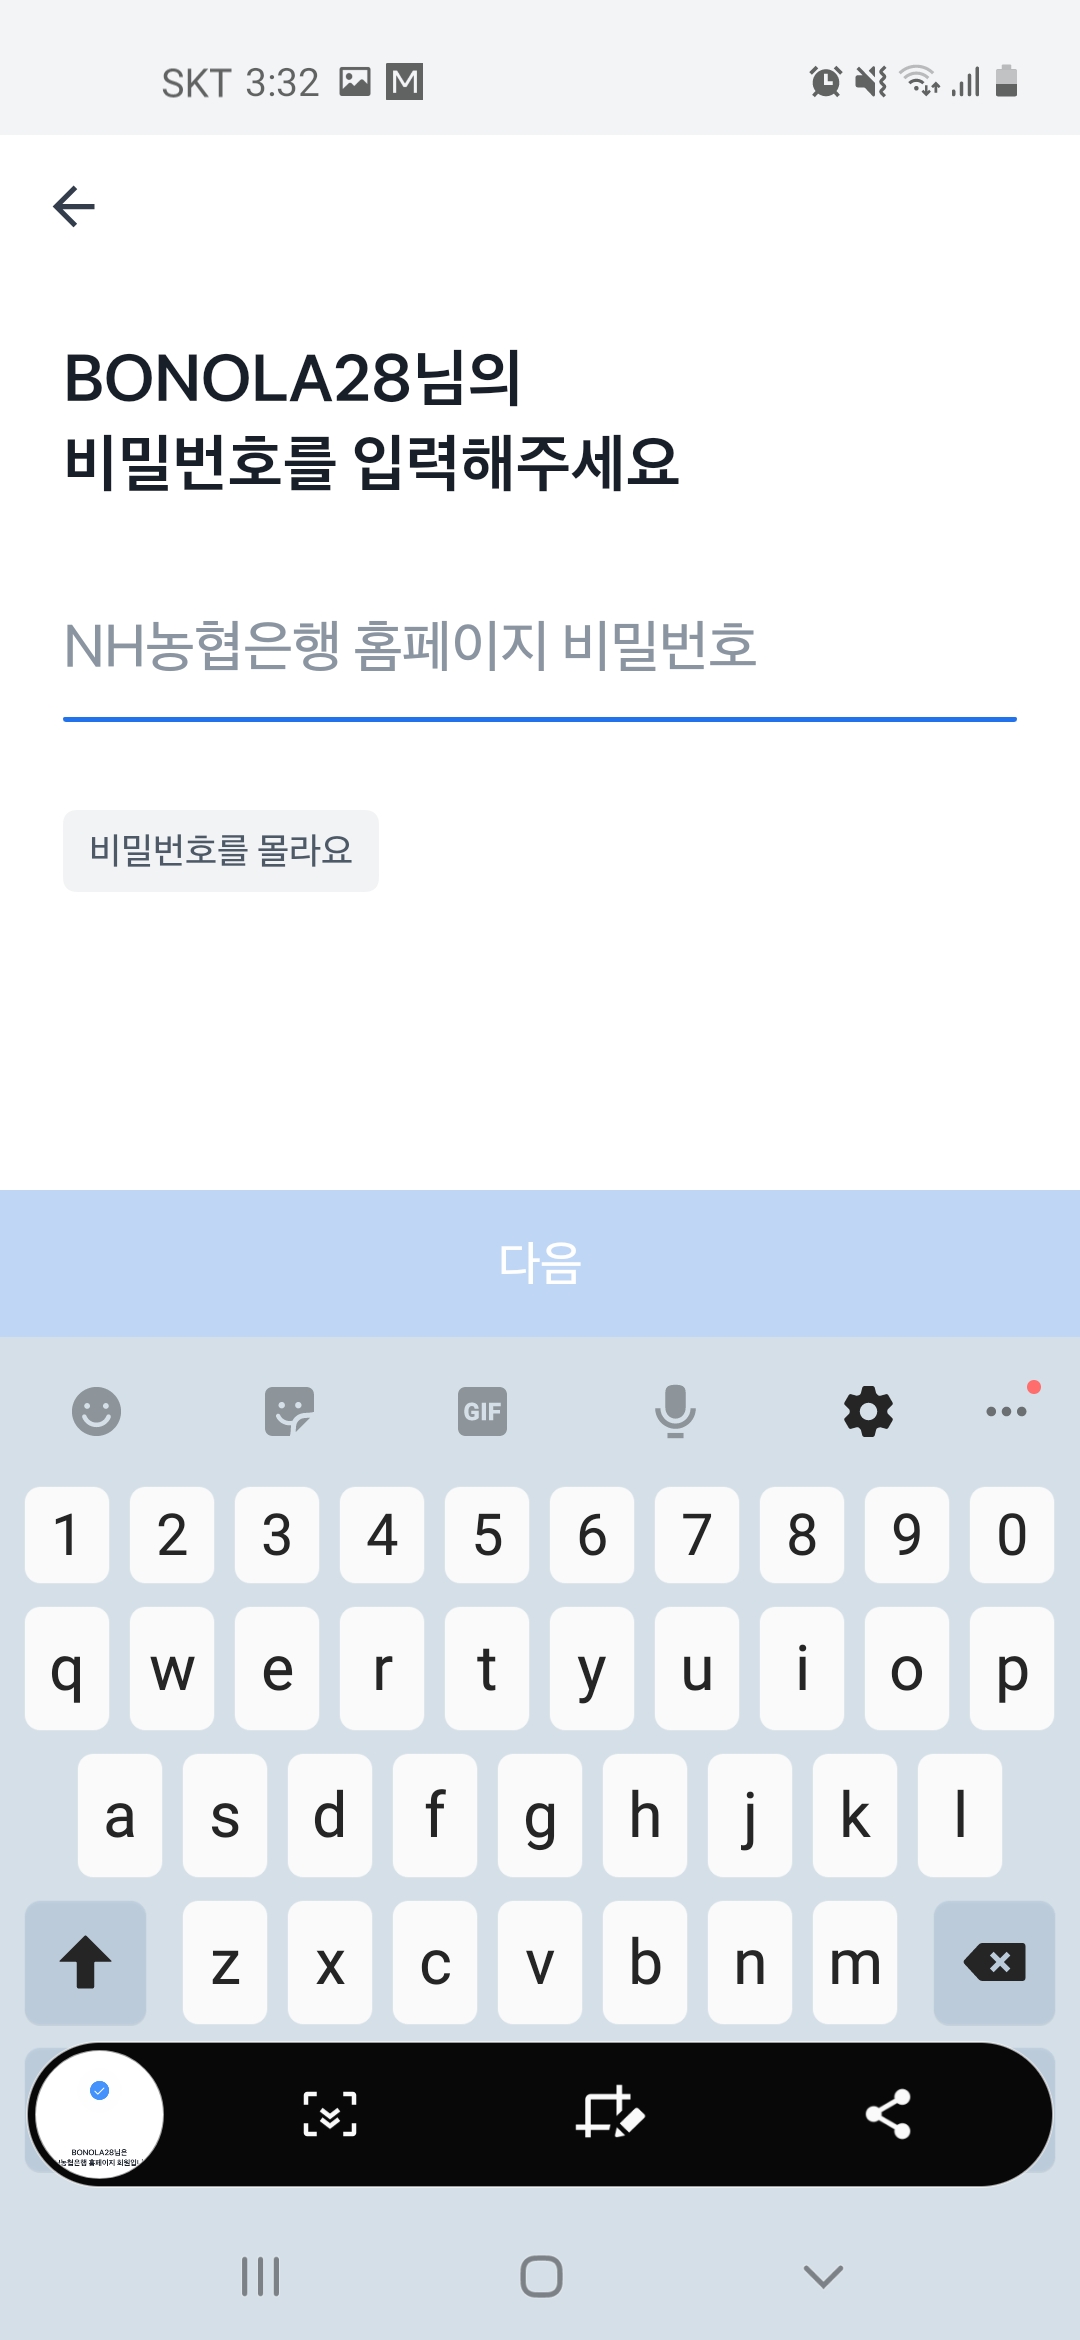 SKT 3:32 M
BONOLA28님의
비밀번호를 입력해주세요
NH농협은행 홈페이지 비밀번호
비밀번호를 몰라요
다음
GIF
1 2 3 4 5 6 7 8 9 0
q w e r t y u i o p
a s d f g h j k l
z x c v b n m
BONOLA28님은
농협은행 홈페이지 회원입니